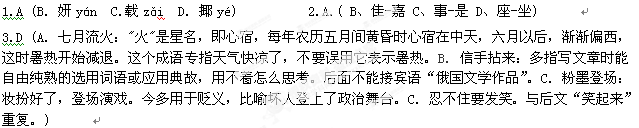 1.A（B. 妍yán  C.载zǎi  D. 揶yé） 2.A.( B、佳-嘉 C、事-是 D、座-坐)
3.D（A. 七月流火："火"是星名，即心宿，每年农历五月间黄昏时心宿在中天，六月以后，渐渐偏西，
这时暑热开始减退。这个成语专指天气快凉了，不要误用它表示暑热。B. 信手拈来：多指写文章时能
自由纯熟的选用词语或应用典故，用不着怎么思考。后面不能接宾语“俄国文学作品”。C. 粉墨登场：
妆扮好了，登场演戏。今多用于贬义，比喻坏人登上了政治舞台。C. 忍不住要发笑。与后文“笑起来”
重复。）